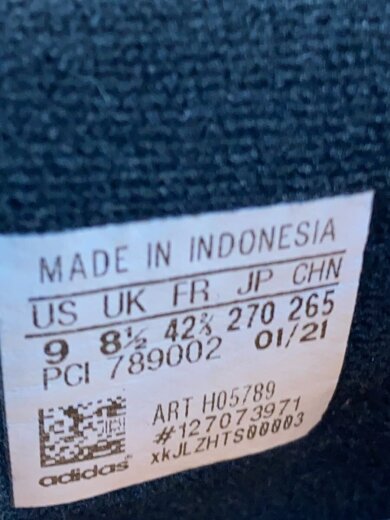 MADE IN INDONESIA
US UK FR JP CHN
9 8½ 42⅔ 270 265
PCI 789002 01/21
ART H05789
#127073971
xkJLZHTS00003
adidas